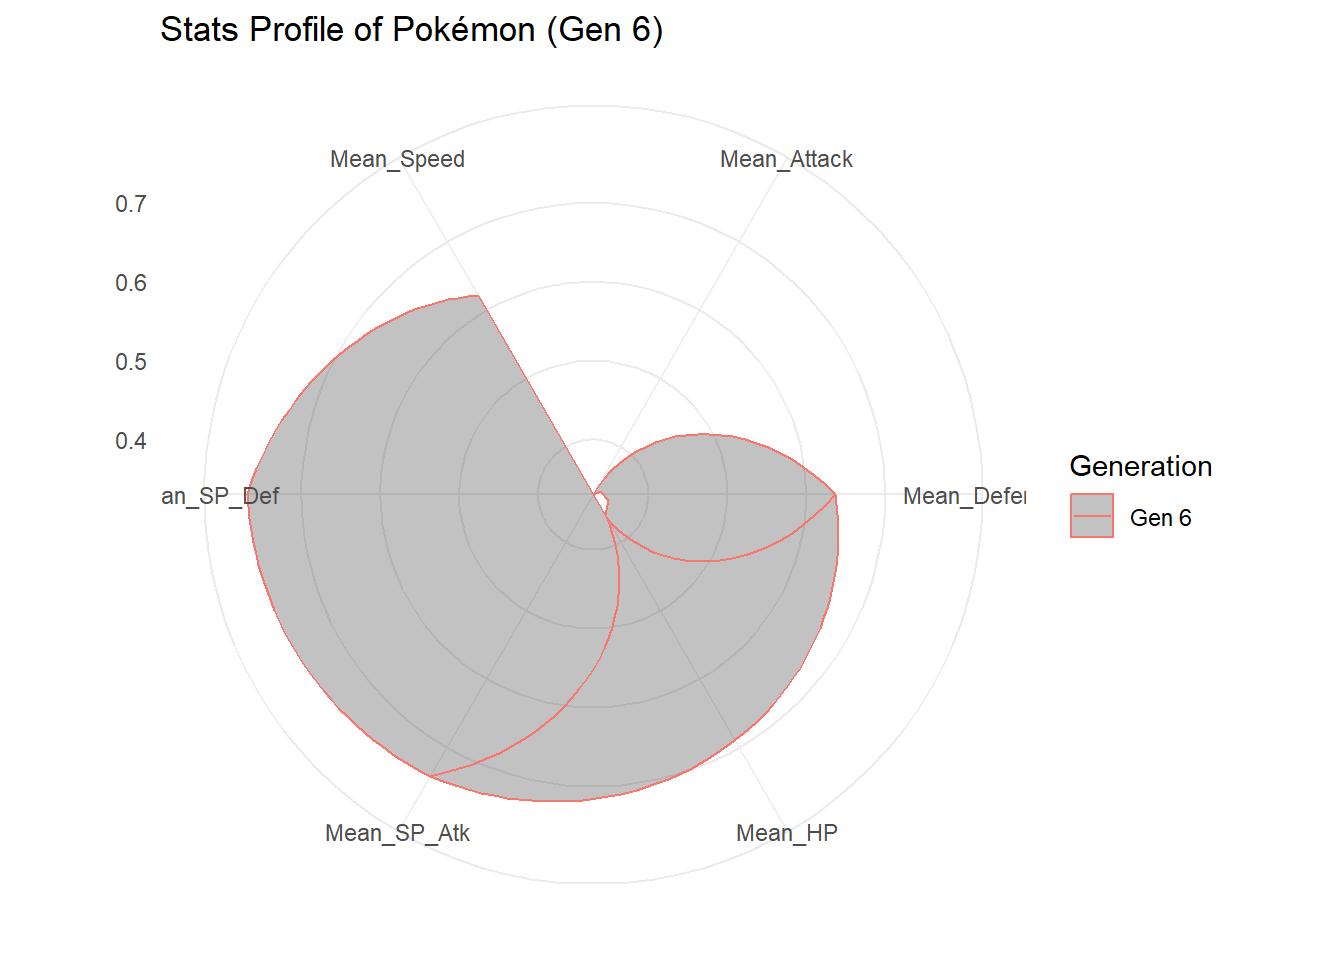 Stats Profile of Pokémon (Gen 6)
Mean_Speed
Mean_Attack
0.7
0.6
0.5
0.4
an_SP_Def
Mean_Defer
Generation
Gen 6
Mean_SP_Atk
Mean_HP